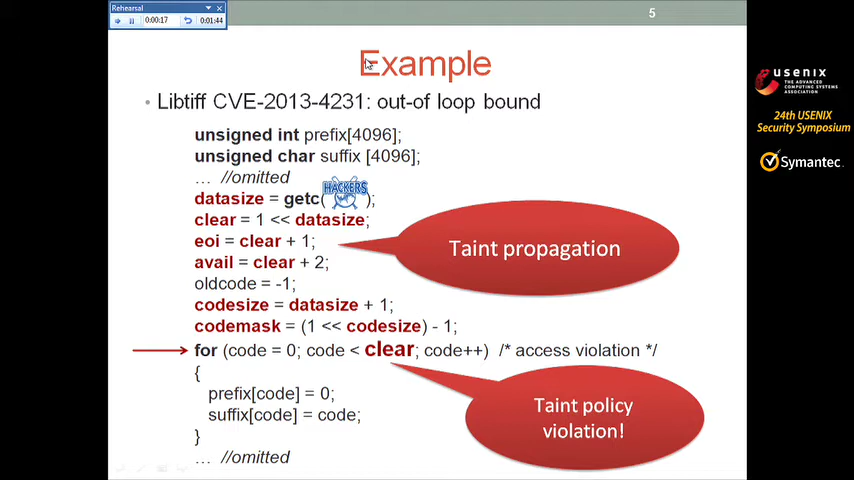 Rehearsal
0:00:17
0:01:44
5
Example
• Libtiff CVE-2013-4231: out-of loop bound
unsigned int prefix[4096];
unsigned char suffix [4096];
… //omitted
datasize = getc( HACKERS );
clear = 1 << datasize;
eoi = clear + 1;
avail = clear + 2;
oldcode = -1;
codesize = datasize + 1;
codemask = (1 << codesize) - 1;
for (code = 0; code < clear; code++) /* access violation */
{
prefix[code] = 0;
suffix[code] = code;
}
… //omitted
Taint propagation
Taint policy
violation!
usenix
THE ADVANCED
COMPUTING SYSTEMS
ASSOCIATION
24th USENIX
Security Symposium
Symantec.